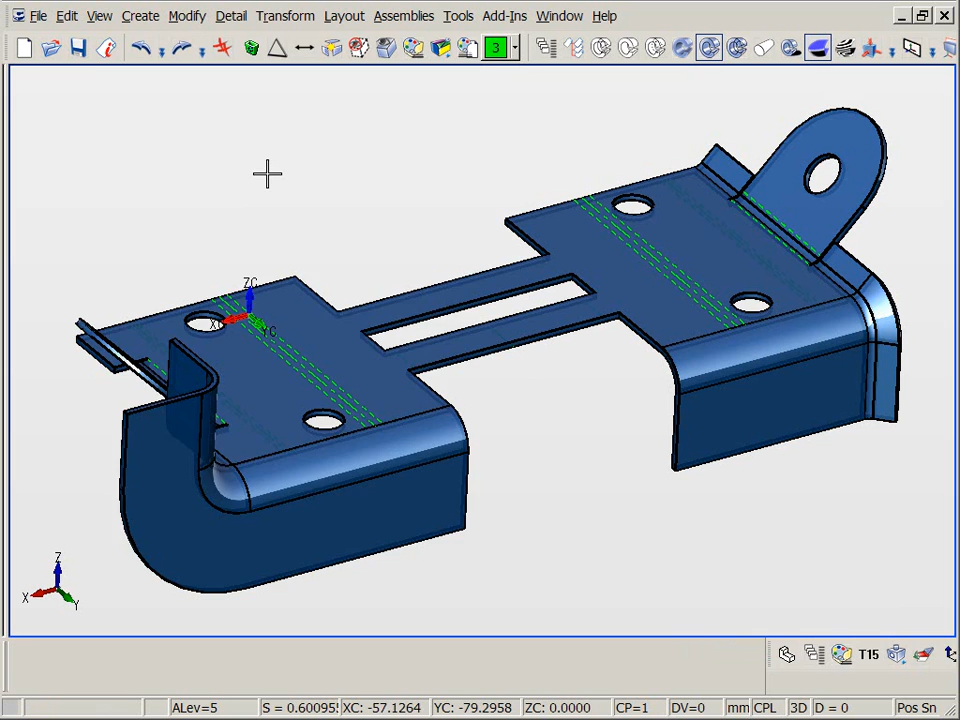 File Edit View Create Modify Detail Transform Layout Assemblies Tools Add-Ins Window Help
3
ZC
YC
Z
X
Y
T15
ALev=5 S = 0.60095 XC: -57.1264 YC: -79.2958 ZC: 0.0000 CP=1 DV=0 mm CPL 3D D = 0 Pos Sn